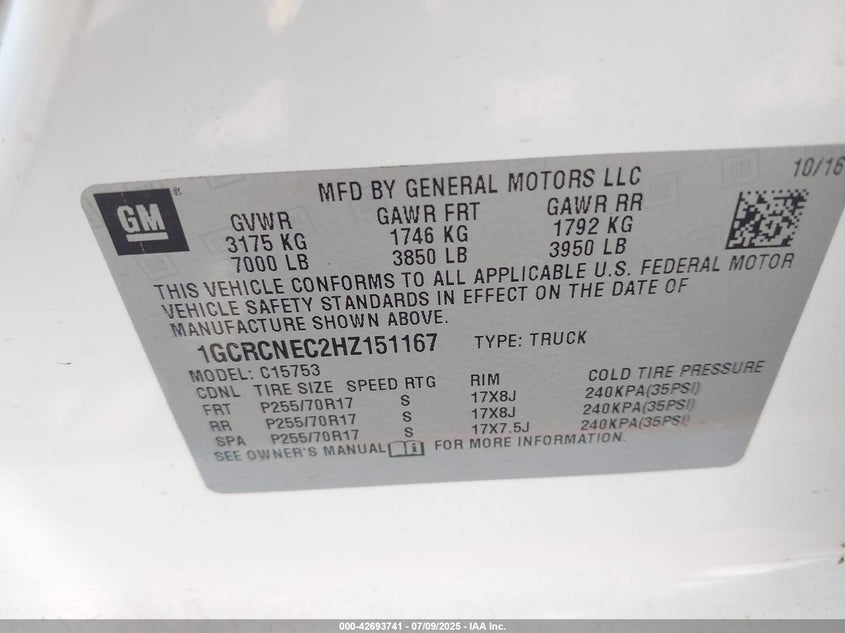 GM
MFD BY GENERAL MOTORS LLC 10/16
GVWR GAWR FRT GAWR RR
3175 KG 1746 KG 1792 KG
7000 LB 3850 LB 3950 LB
THIS VEHICLE CONFORMS TO ALL APPLICABLE U.S. FEDERAL MOTOR
VEHICLE SAFETY STANDARDS IN EFFECT ON THE DATE OF
MANUFACTURE SHOWN ABOVE.
1GCRCNEC2HZ151167 TYPE: TRUCK
MODEL: C15753
CDNL TIRE SIZE SPEED RTG RIM COLD TIRE PRESSURE
FRT P255/70R17 S 17X8J 240KPA(35PSI)
RR P255/70R17 S 17X8J 240KPA(35PSI)
SPA P255/70R17 S 17X7.5J 240KPA(35PSI)
SEE OWNER'S MANUAL FOR MORE INFORMATION.
000-42693741 - 07/09/2025 - IAA Inc.